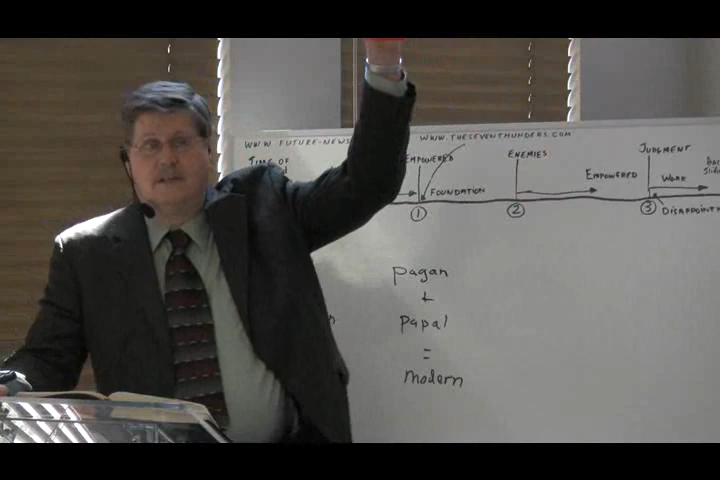 WWW. FUTURE-NEWS
WWW.THESEVENTHUNDERS.COM
TIME OF
EMPOWERED
ENEMIES
JUDGMENT
FOUNDATION
EMPOWERED
WORK
1
2
3
pagan
+
papal
=
modern